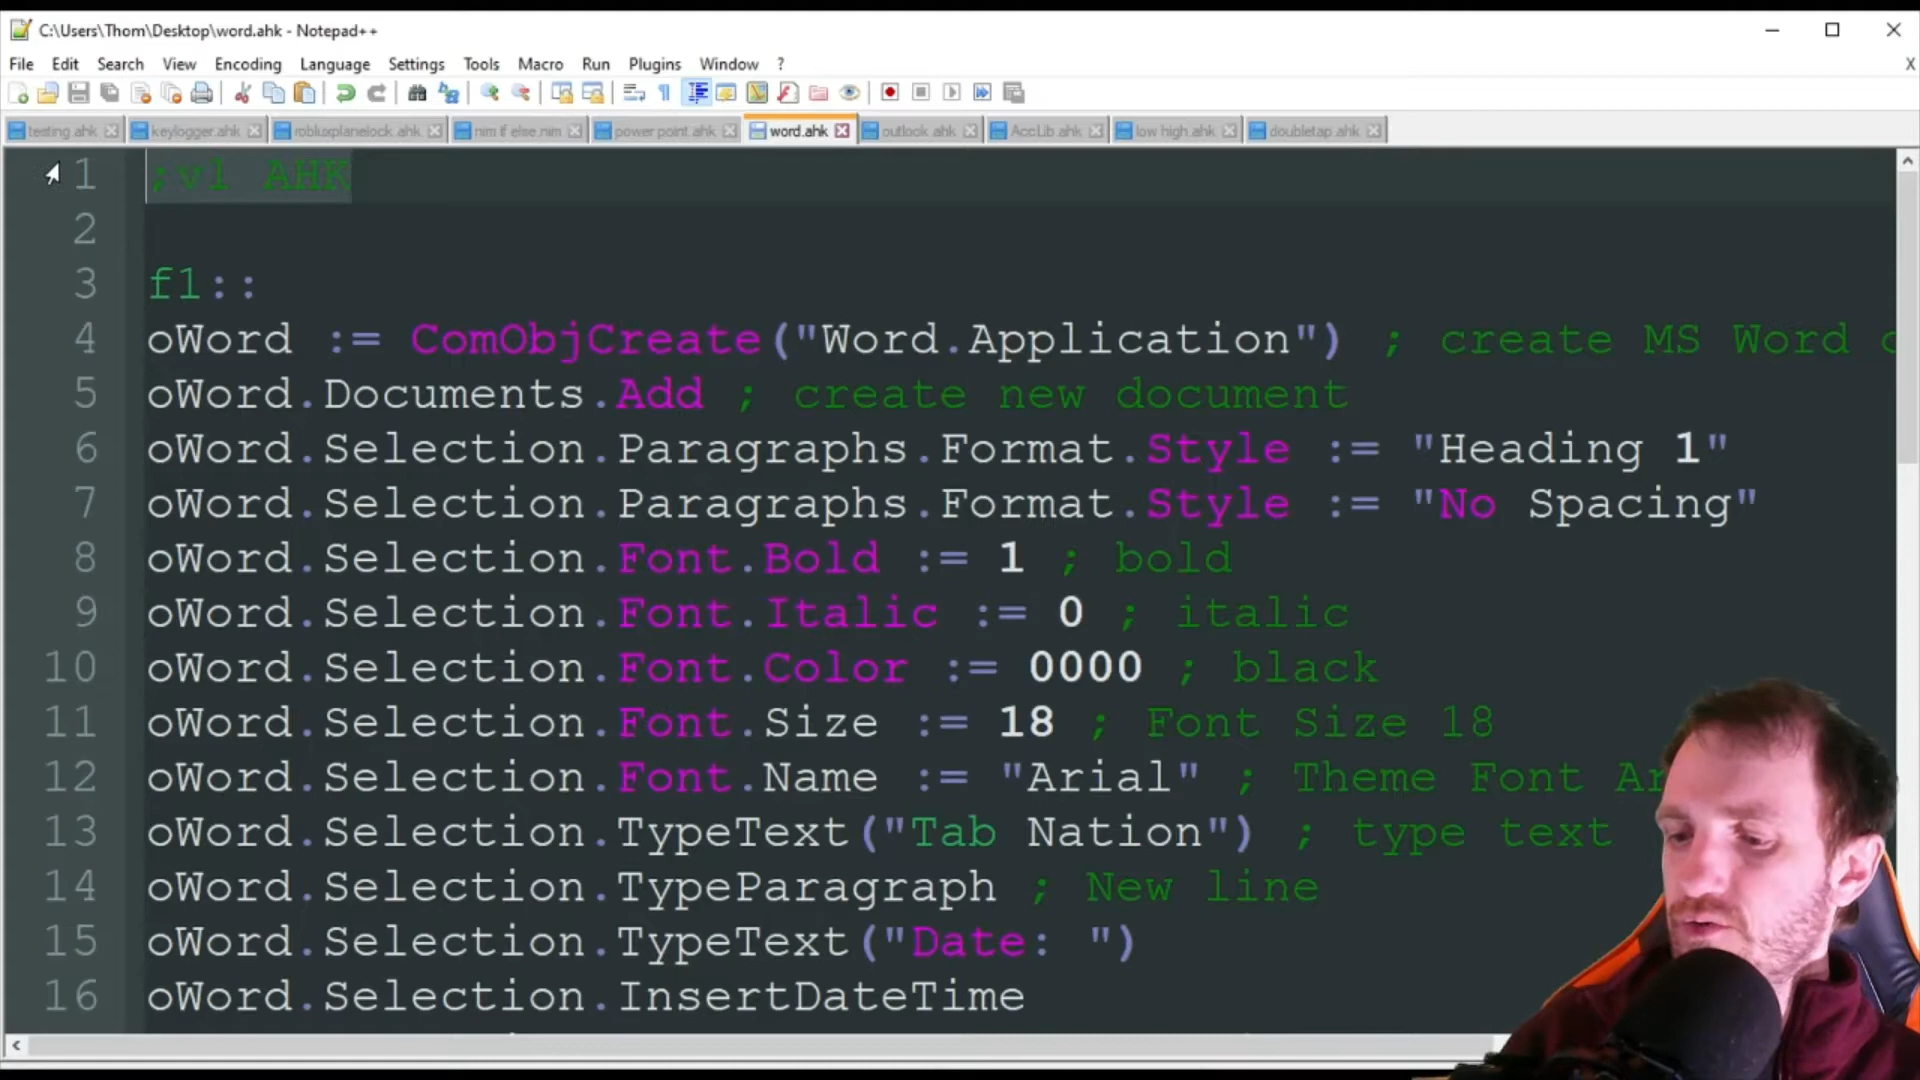 C:\Users\Thom\Desktop\word.ahk - Notepad++
File Edit Search View Encoding Language Settings Tools Macro Run Plugins Window ? X
testing.ahk keylogger.ahk robluxplanelock.ahk nim if else.nim power point.ahk word.ahk outlook.ahk AccLib.ahk low high.ahk doubletap.ahk
1 ;v1 AHK
2
3 f1::
4 oWord := ComObjCreate("Word.Application") ; create MS Word
5 oWord.Documents.Add ; create new document
6 oWord.Selection.Paragraphs.Format.Style := "Heading 1"
7 oWord.Selection.Paragraphs.Format.Style := "No Spacing"
8 oWord.Selection.Font.Bold := 1 ; bold
9 oWord.Selection.Font.Italic := 0 ; italic
10 oWord.Selection.Font.Color := 0000 ; black
11 oWord.Selection.Font.Size := 18 ; Font Size 18
12 oWord.Selection.Font.Name := "Arial" ; Theme Font
13 oWord.Selection.TypeText("Tab Nation") ; type text
14 oWord.Selection.TypeParagraph ; New line
15 oWord.Selection.TypeText("Date: ")
16 oWord.Selection.InsertDateTime